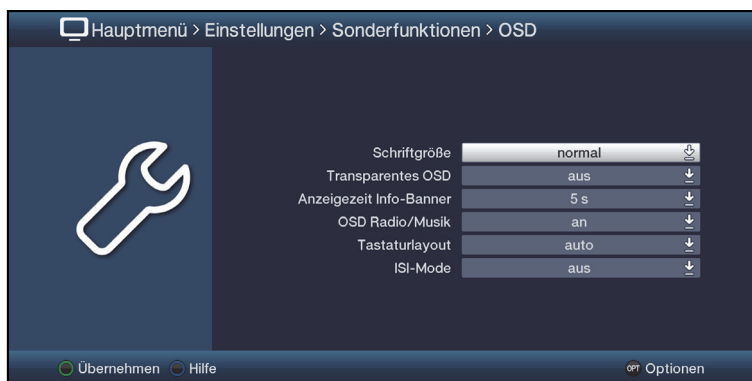 Hauptmenü > Einstellungen > Sonderfunktionen > OSD
Schriftgröße normal
Transparentes OSD aus
Anzeigezeit Info-Banner 5 s
OSD Radio/Musik an
Tastaturlayout auto
ISI-Mode aus
Übernehmen Hilfe OPT Optionen